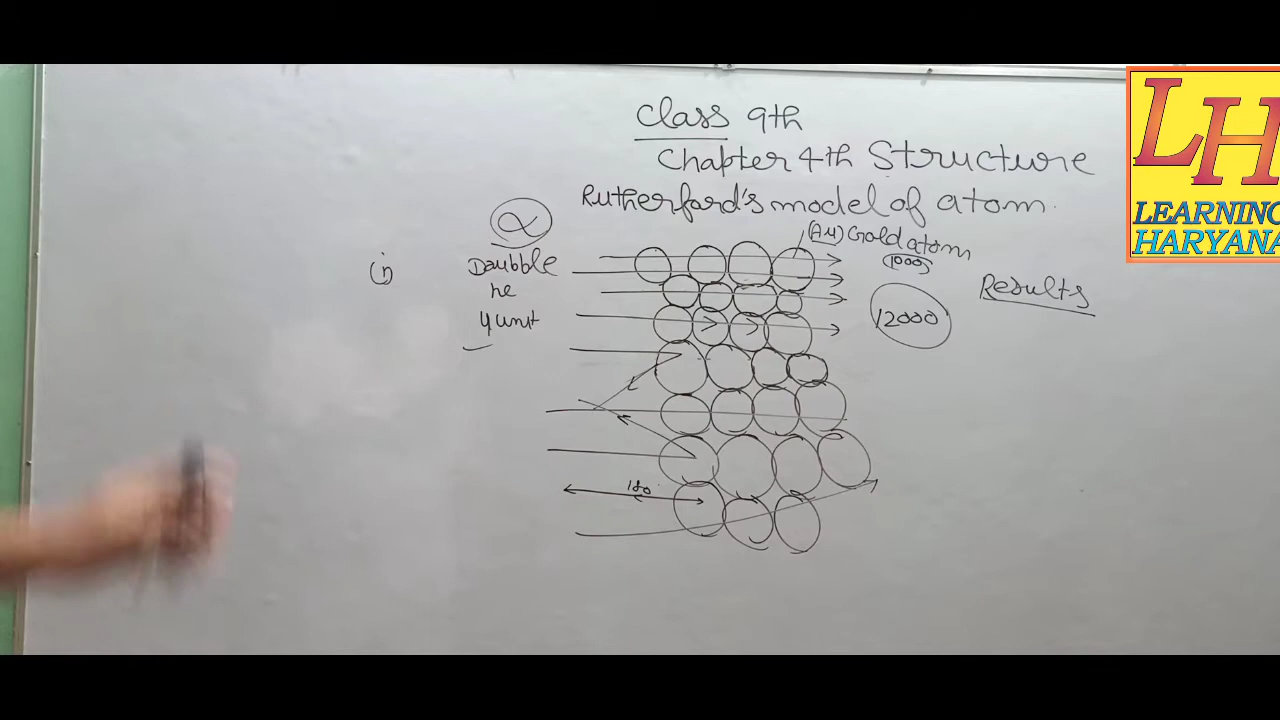 Class 9th
Chapter 4th Structure
Rutherford's model of atom.
α
(Au) Gold atom
1000
(i)
Daubble
he
4 unit
Results
12000
180
LH
LEARNING
HARYANA